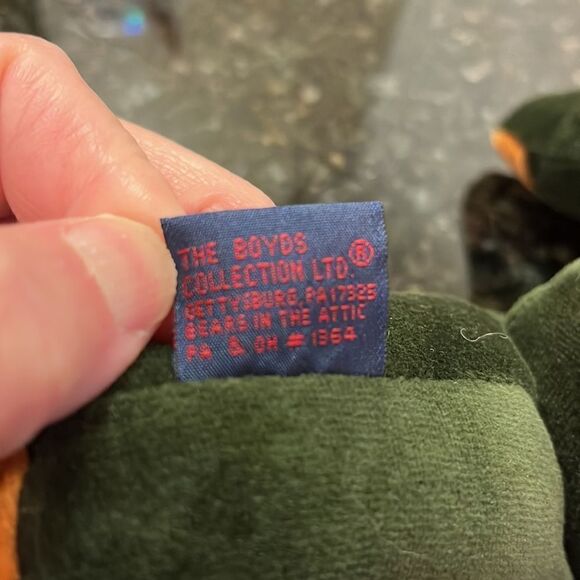 THE BOYDS
COLLECTION LTD.®
GETTYSBURG, PA 17325
BEARS IN THE ATTIC
PA & OH # 1364